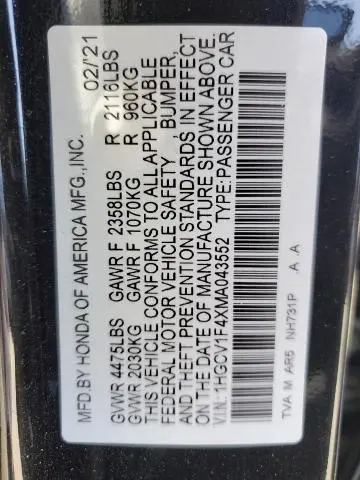 MFD.BY HONDA OF AMERICA MFG.,INC. 02/'21
GVWR 4475LBS GAWR F 2358LBS R 2116LBS
GVWR 2030KG GAWR F 1070KG R 960KG
THIS VEHICLE CONFORMS TO ALL APPLICABLE
FEDERAL MOTOR VEHICLE SAFETY , BUMPER,
AND THEFT PREVENTION STANDARDS IN EFFECT
ON THE DATE OF MANUFACTURE SHOWN ABOVE.
V.I.N.: 1HGCV1F4XMA043552 TYPE:PASSENGER CAR
TVA M AR5 NH731P .A .A